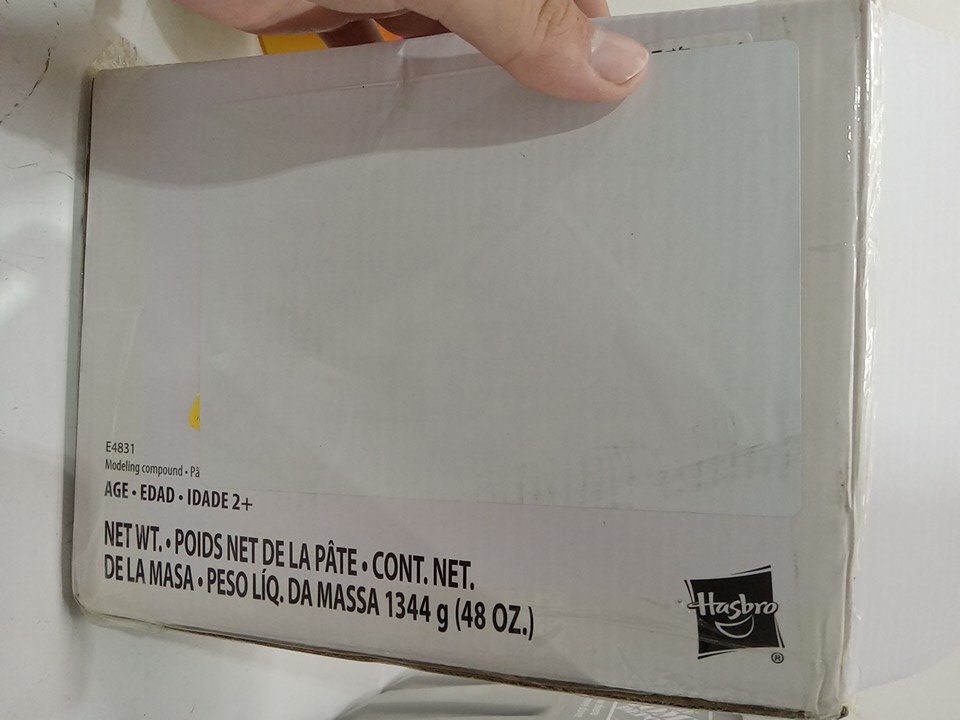 E4831
Modeling compound • Pâ
AGE • EDAD • IDADE 2+
NET WT. • POIDS NET DE LA PÂTE • CONT. NET.
DE LA MASA • PESO LÍQ. DA MASSA 1344 g (48 OZ.)
Hasbro
®